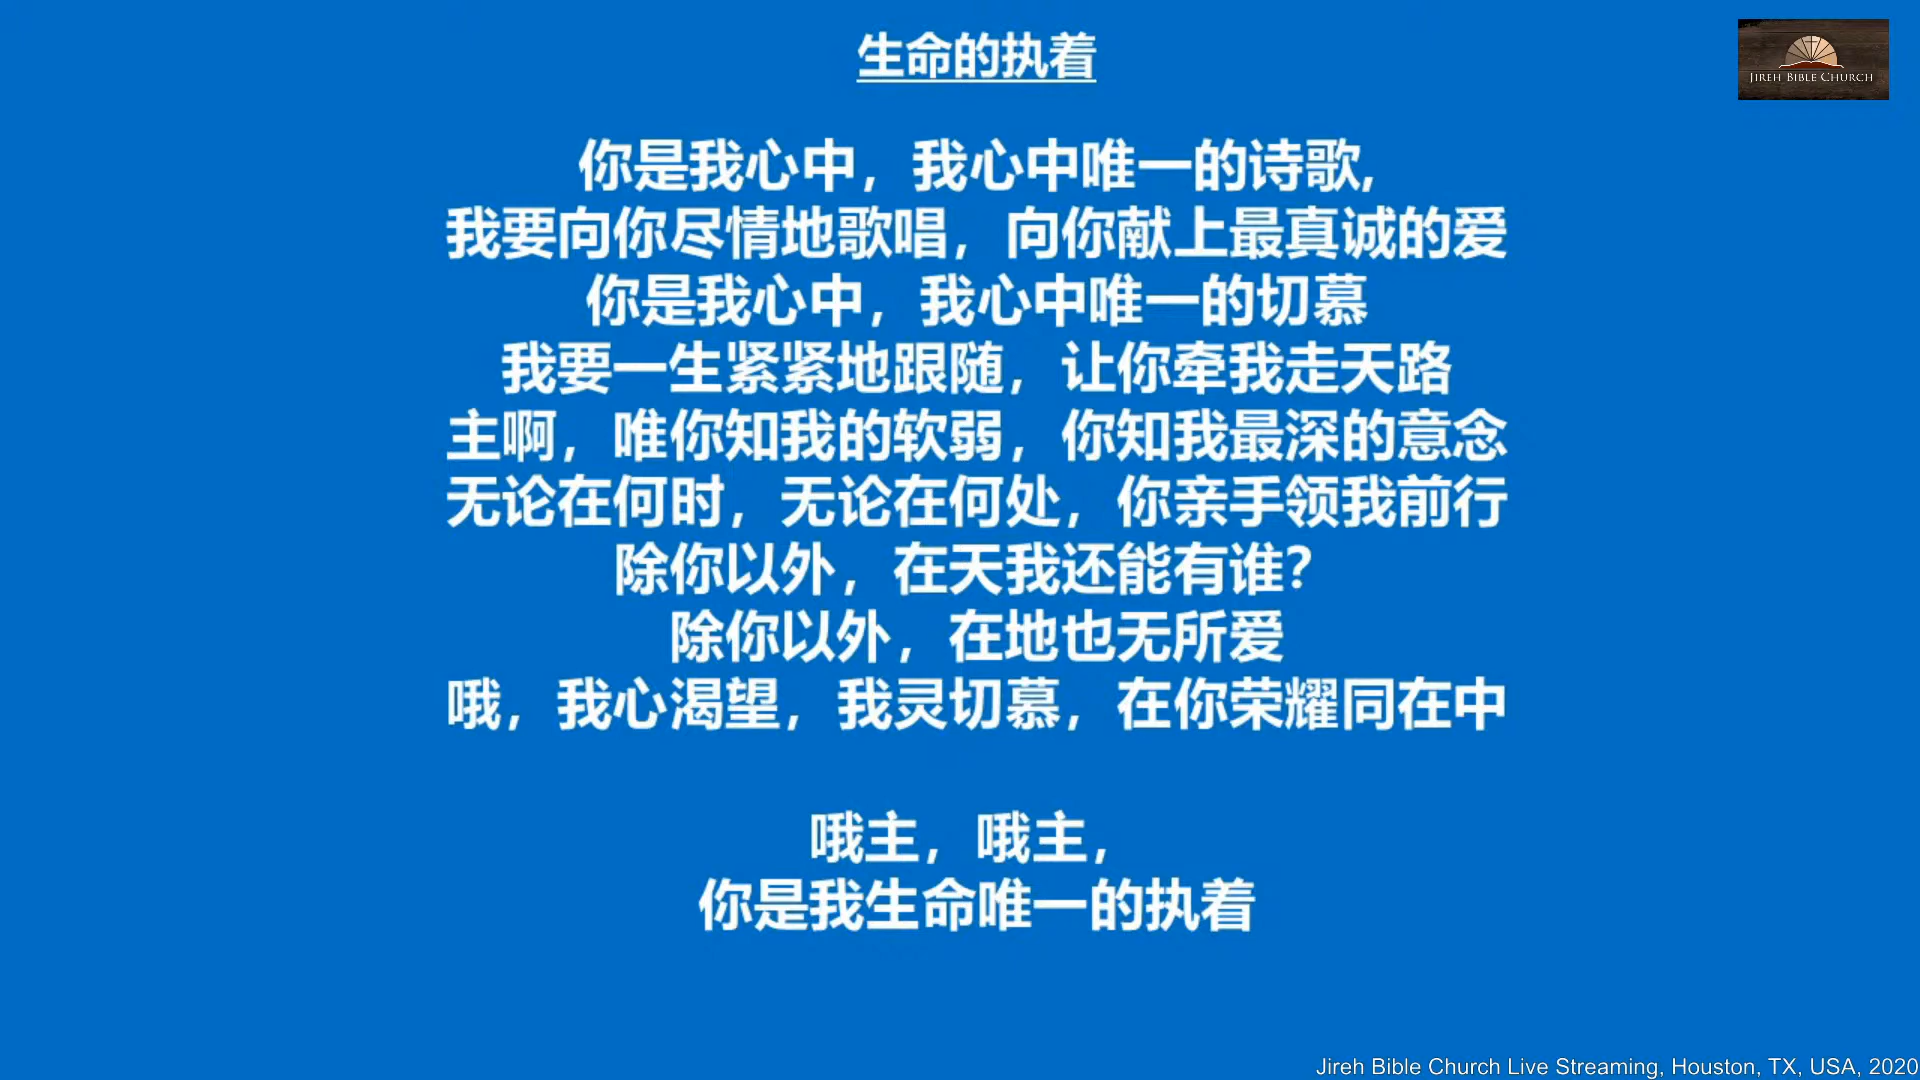 生命的执着
JIREH BIBLE CHURCH
你是我心中，我心中唯一的诗歌,
我要向你尽情地歌唱，向你献上最真诚的爱
你是我心中，我心中唯一的切慕
我要一生紧紧地跟随，让你牵我走天路
主啊，唯你知我的软弱，你知我最深的意念
无论在何时，无论在何处，你亲手领我前行
除你以外，在天我还能有谁？
除你以外，在地也无所爱
哦，我心渴望，我灵切慕，在你荣耀同在中
哦主，哦主，
你是我生命唯一的执着
Jireh Bible Church Live Streaming, Houston, TX, USA, 2020